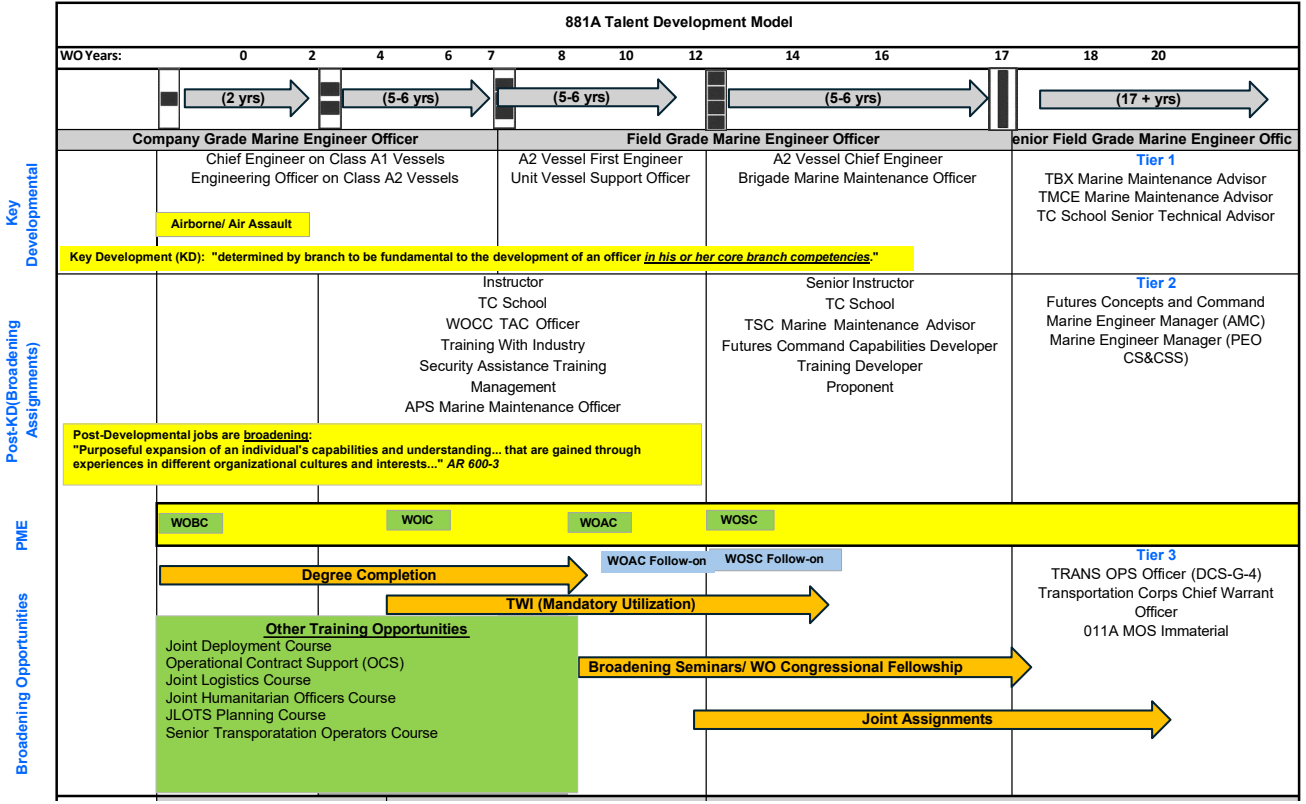 881A Talent Development Model
WO Years: 0 2 4 6 7 8 10 12 14 16 17 18 20
(2 yrs) (5-6 yrs) (5-6 yrs) (5-6 yrs) (17 + yrs)
Company Grade Marine Engineer Officer Field Grade Marine Engineer Officer enior Field Grade Marine Engineer Offic
Key Developmental
Chief Engineer on Class A1 Vessels
Engineering Officer on Class A2 Vessels
A2 Vessel First Engineer
Unit Vessel Support Officer
A2 Vessel Chief Engineer
Brigade Marine Maintenance Officer
Tier 1
TBX Marine Maintenance Advisor
TMCE Marine Maintenance Advisor
TC School Senior Technical Advisor
Airborne/ Air Assault
Key Development (KD): "determined by branch to be fundamental to the development of an officer in his or her core branch competencies."
Post-KD(Broadening Assignments)
Instructor
TC School
WOCC TAC Officer
Training With Industry
Security Assistance Training
Management
APS Marine Maintenance Officer
Senior Instructor
TC School
TSC Marine Maintenance Advisor
Futures Command Capabilities Developer
Training Developer
Proponent
Tier 2
Futures Concepts and Command
Marine Engineer Manager (AMC)
Marine Engineer Manager (PEO
CS&CSS)
Post-Developmental jobs are broadening:
"Purposeful expansion of an individual's capabilities and understanding... that are gained through
experiences in different organizational cultures and interests..." AR 600-3
PME
WOBC WOIC WOAC WOSC
Broadening Opportunities
WOAC Follow-on WOSC Follow-on
Degree Completion
TWI (Mandatory Utilization)
Tier 3
TRANS OPS Officer (DCS-G-4)
Transportation Corps Chief Warrant
Officer
011A MOS Immaterial
Other Training Opportunities
Joint Deployment Course
Operational Contract Support (OCS)
Joint Logistics Course
Joint Humanitarian Officers Course
JLOTS Planning Course
Senior Transporatation Operators Course
Broadening Seminars/ WO Congressional Fellowship
Joint Assignments